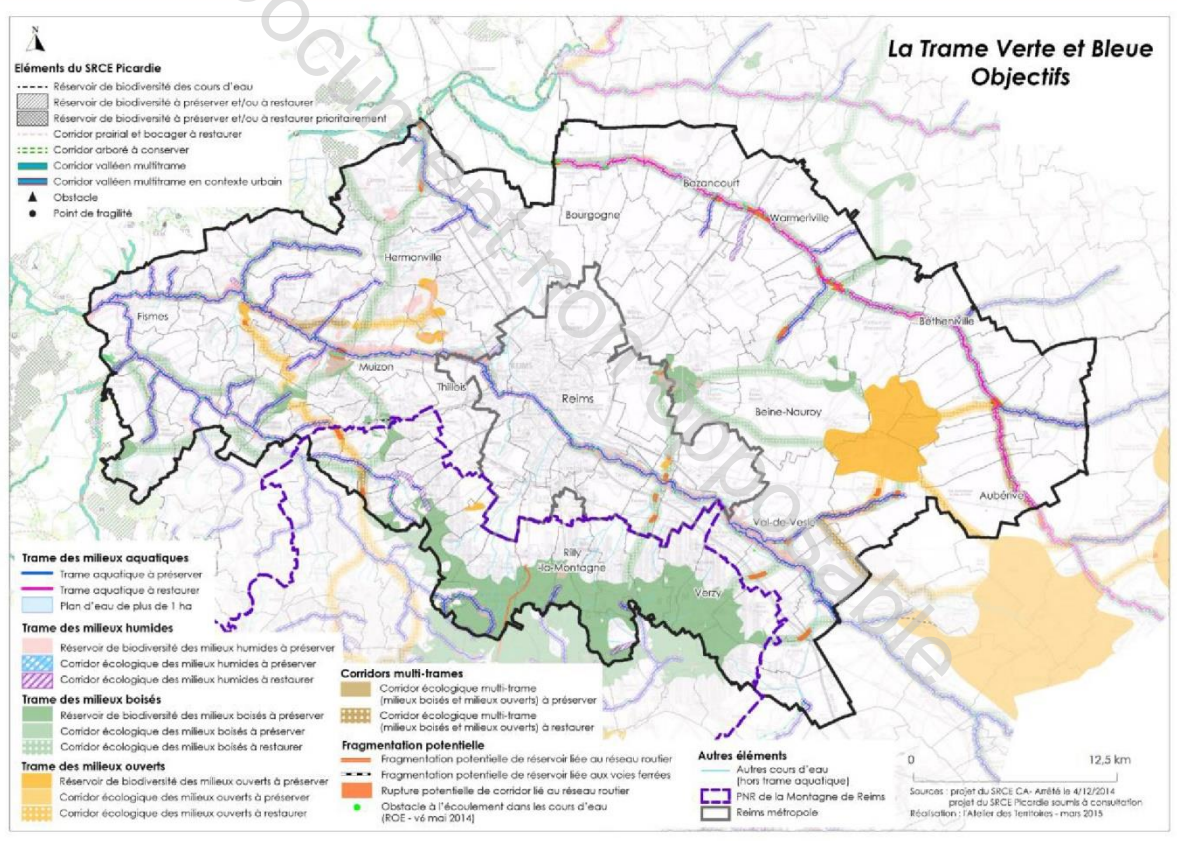 La Trame Verte et Bleue
Objectifs
N
Eléments du SRCE Picardie
Réservoir de biodiversité des cours d'eau
Réservoir de biodiversité à préserver et/ou à restaurer
Réservoir de biodiversité à préserver et/ou à restaurer prioritairement
Corridor prairial et bocager à restaurer
Corridor arboré à conserver
Corridor valléen multitrame
Corridor valléen multitrame en contexte urbain
Obstacle
Point de fragilité
Bazancourt
Bourgogne
Warmeriville
Hermonville
Fismes
Bétheniville
Muizon
Thillois
Reims
Beine-Nauroy
Aubérive
Val-de-Vesle
Rilly
-la-Montagne
Verzy
document non opposable
Trame des milieux aquatiques
Trame aquatique à préserver
Trame aquatique à restaurer
Plan d'eau de plus de 1 ha
Trame des milieux humides
Réservoir de biodiversité des milieux humides à préserver
Corridor écologique des milieux humides à préserver
Corridor écologique des milieux humides à restaurer
Trame des milieux boisés
Réservoir de biodiversité des milieux boisés à préserver
Corridor écologique des milieux boisés à préserver
Corridor écologique des milieux boisés à restaurer
Trame des milieux ouverts
Réservoir de biodiversité des milieux ouverts à préserver
Corridor écologique des milieux ouverts à préserver
Corridor écologique des milieux ouverts à restaurer
Corridors multi-trames
Corridor écologique multi-trame
(milieux boisés et milieux ouverts) à préserver
Corridor écologique multi-trame
(milieux boisés et milieux ouverts) à restaurer
Fragmentation potentielle
Fragmentation potentielle de réservoir liée au réseau routier
Fragmentation potentielle de réservoir liée aux voies ferrées
Rupture potentielle de corridor lié au réseau routier
Obstacle à l'écoulement dans les cours d'eau
(ROE - v6 mai 2014)
Autres éléments
Autres cours d'eau
(hors trame aquatique)
PNR de la Montagne de Reims
Reims métropole
0 12,5 km
Sources : projet du SRCE CA- Arrêté le 4/12/2014
projet du SRCE Picardie soumis à consultation
Réalisation : l'Atelier des Territoires - mars 2015